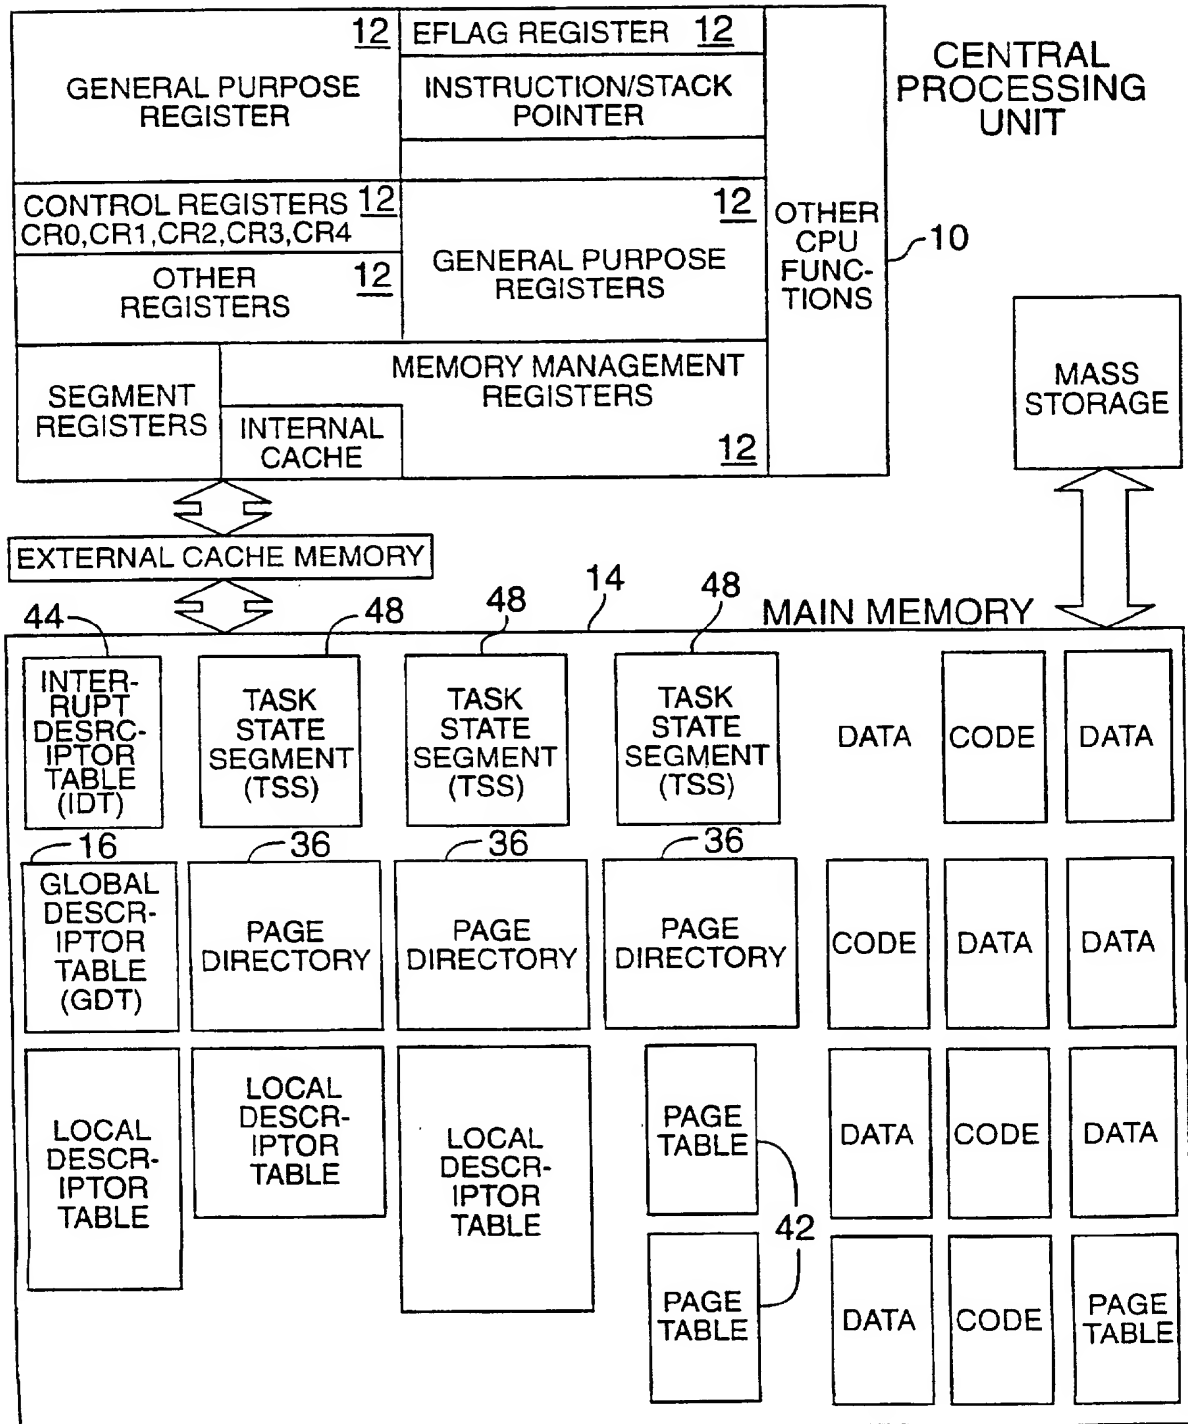 12
GENERAL PURPOSE
REGISTER
EFLAG REGISTER 12
INSTRUCTION/STACK
POINTER
CENTRAL
PROCESSING
UNIT
CONTROL REGISTERS 12
CR0,CR1,CR2,CR3,CR4
OTHER
REGISTERS
12
12
GENERAL PURPOSE
REGISTERS
OTHER
CPU
FUNC-
TIONS
10
SEGMENT
REGISTERS
MEMORY MANAGEMENT
REGISTERS
INTERNAL
CACHE
12
MASS
STORAGE
EXTERNAL CACHE MEMORY
14
MAIN MEMORY
44
48
48
48
INTER-
RUPT
DESRC-
IPTOR
TABLE
(IDT)
TASK
STATE
SEGMENT
(TSS)
TASK
STATE
SEGMENT
(TSS)
TASK
STATE
SEGMENT
(TSS)
DATA
CODE
DATA
16
36
36
36
GLOBAL
DESCR-
IPTOR
TABLE
(GDT)
PAGE
DIRECTORY
PAGE
DIRECTORY
PAGE
DIRECTORY
CODE
DATA
DATA
LOCAL
DESCR-
IPTOR
TABLE
LOCAL
DESCR-
IPTOR
TABLE
LOCAL
DESCR-
IPTOR
TABLE
PAGE
TABLE
DATA
CODE
DATA
42
PAGE
TABLE
DATA
CODE
PAGE
TABLE